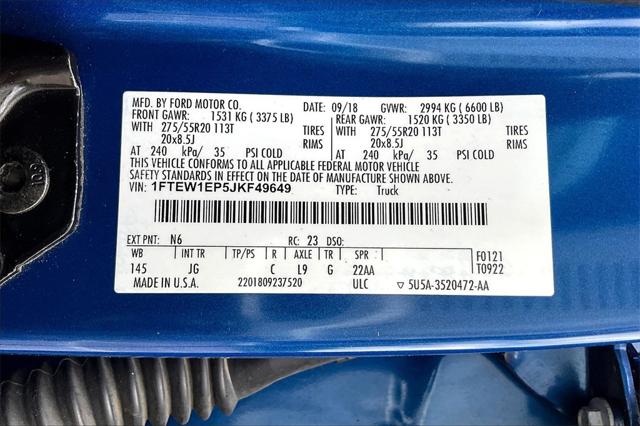 MFD. BY FORD MOTOR CO. DATE: 09/18 GVWR: 2994 KG ( 6600 LB)
FRONT GAWR: 1531 KG ( 3375 LB) REAR GAWR: 1520 KG ( 3350 LB)
WITH 275/55R20 113T TIRES WITH 275/55R20 113T TIRES
20x8.5J RIMS 20x8.5J RIMS
AT 240 kPa/ 35 PSI COLD AT 240 kPa/ 35 PSI COLD
THIS VEHICLE CONFORMS TO ALL APPLICABLE FEDERAL MOTOR VEHICLE
SAFETY STANDARDS IN EFFECT ON THE DATE OF MANUFACTURE SHOWN ABOVE.
VIN: 1FTEW1EP5JKF49649 TYPE: Truck
EXT PNT: N6 RC: 23 DSO:
WB INT TR TP/PS R AXLE TR SPR F0121
145 JG C L9 G 22AA T0922
MADE IN U.S.A. 2201809237520 ULC ▽ 5U5A-3520472-AA